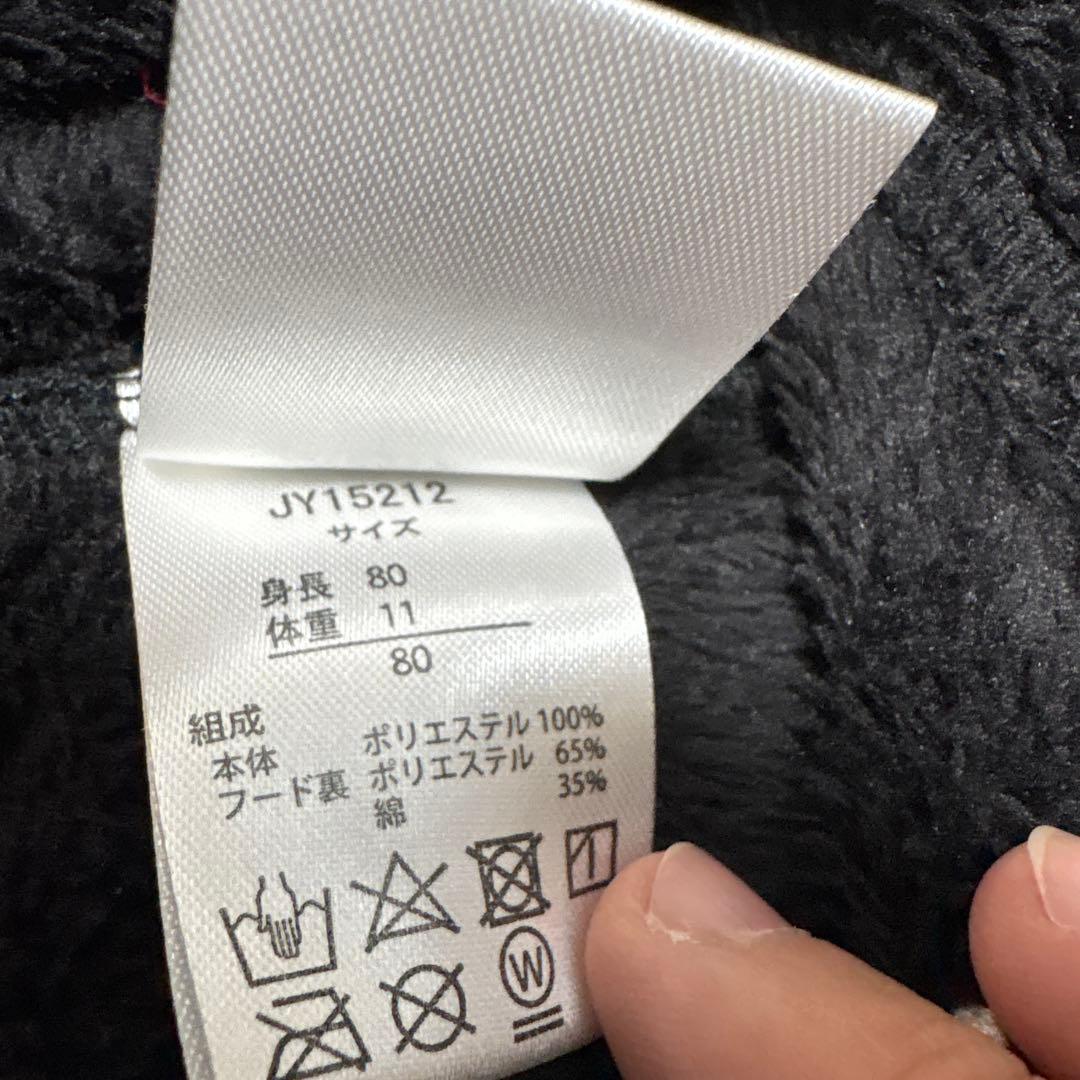 JY15212
サイズ
身長 80
体重 11
80
組成
本体 ポリエステル 100%
フード裏 ポリエステル 65%
綿 35%
W